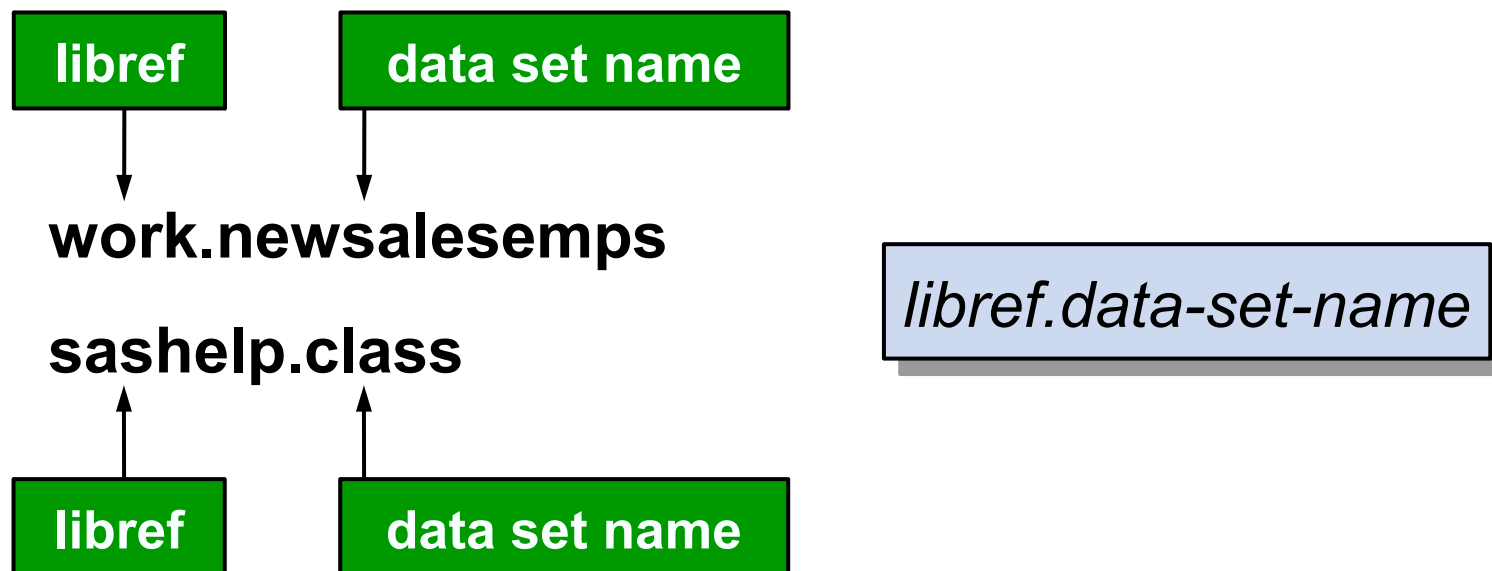 libref data set name
work.newsalesemps
libref.data-set-name
sashelp.class
libref data set name